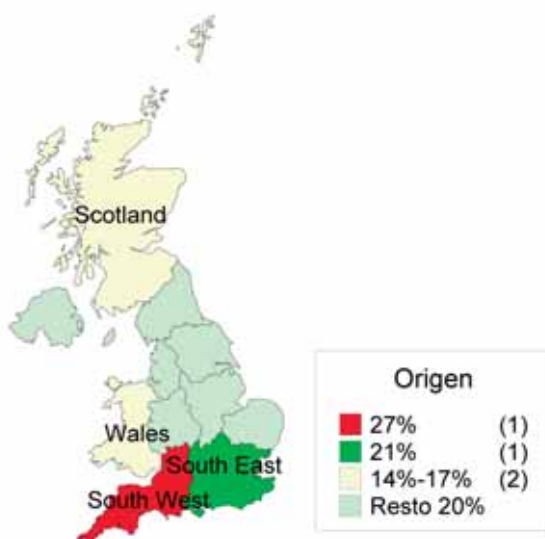 Scotland
Wales
South East
South West
Origen
27% (1)
21% (1)
14%-17% (2)
Resto 20%